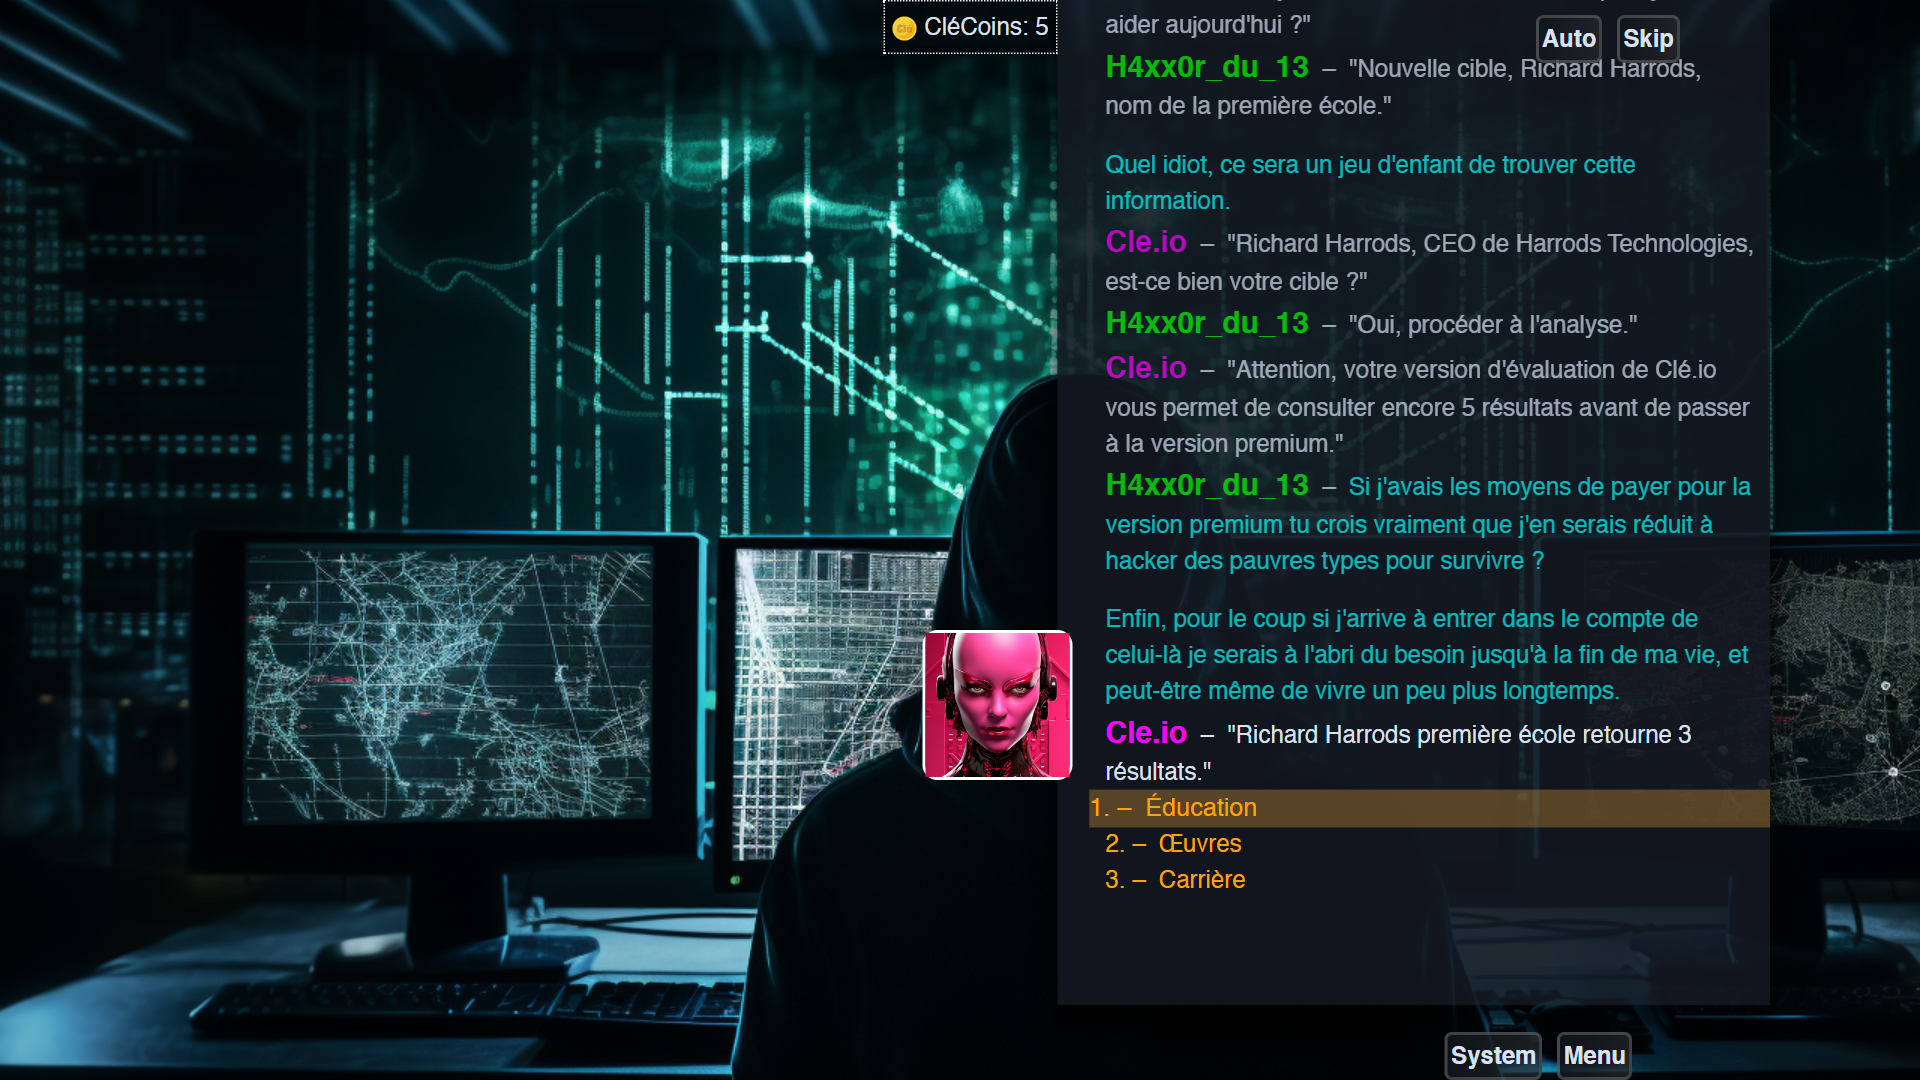 CléCoins: 5
aider aujourd'hui ?"
Auto
Skip
H4xx0r_du_13 – "Nouvelle cible, Richard Harrods,
nom de la première école."
Quel idiot, ce sera un jeu d'enfant de trouver cette
information.
Cle.io – "Richard Harrods, CEO de Harrods Technologies,
est-ce bien votre cible ?"
H4xx0r_du_13 – "Oui, procéder à l'analyse."
Cle.io – "Attention, votre version d'évaluation de Clé.io
vous permet de consulter encore 5 résultats avant de passer
à la version premium."
H4xx0r_du_13 – Si j'avais les moyens de payer pour la
version premium tu crois vraiment que j'en serais réduit à
hacker des pauvres types pour survivre ?
Enfin, pour le coup si j'arrive à entrer dans le compte de
celui-là je serais à l'abri du besoin jusqu'à la fin de ma vie, et
peut-être même de vivre un peu plus longtemps.
Cle.io – "Richard Harrods première école retourne 3
résultats."
1. – Éducation
2. – Œuvres
3. – Carrière
System
Menu